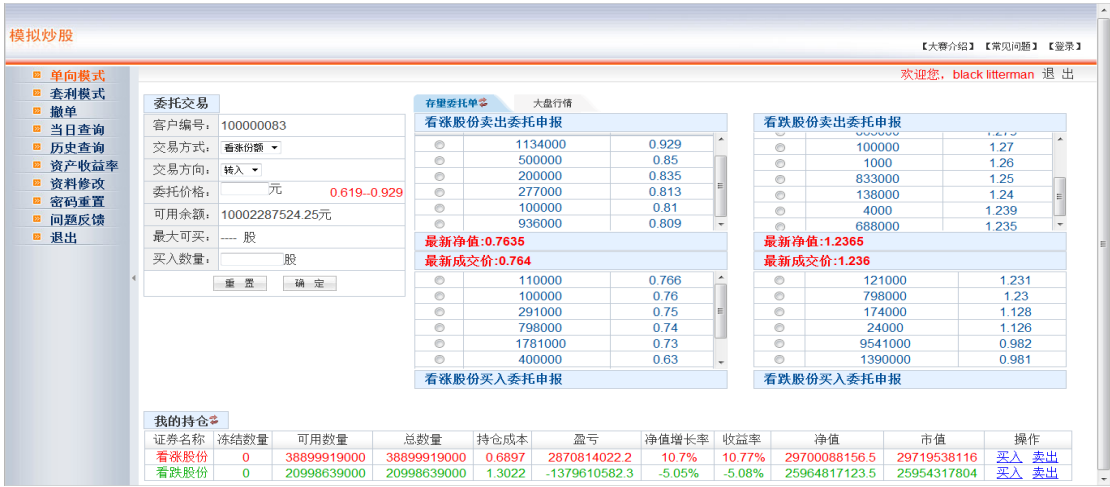 模拟炒股
【大赛介绍】 【常见问题】 【登录】
欢迎您, black litterman 退 出
单向模式
套利模式
撤单
当日查询
历史查询
资产收益率
资料修改
密码重置
问题反馈
退出
委托交易
客户编号: 100000083
交易方式: 看涨份额
交易方向: 转入
委托价格: 元 0.619--0.929
可用余额: 10002287524.25元
最大可买: ---- 股
买入数量: 股
重 置 确 定
存量委托单 大盘行情
看涨股份卖出委托申报
1134000 0.929
500000 0.85
200000 0.835
277000 0.813
100000 0.81
936000 0.809
最新净值:0.7635
最新成交价:0.764
110000 0.766
100000 0.76
291000 0.75
798000 0.74
1781000 0.73
400000 0.63
看涨股份买入委托申报
看跌股份卖出委托申报
100000 1.27
1000 1.26
833000 1.25
138000 1.24
4000 1.239
688000 1.235
最新净值:1.2365
最新成交价:1.236
121000 1.231
798000 1.23
174000 1.128
24000 1.126
9541000 0.982
1390000 0.981
看跌股份买入委托申报
我的持仓
证券名称 冻结数量 可用数量 总数量 持仓成本 盈亏 净值增长率 收益率 净值 市值 操作
看涨股份 0 38899919000 38899919000 0.6897 2870814022.2 10.7% 10.77% 29700088156.5 29719538116 买入 卖出
看跌股份 0 20998639000 20998639000 1.3022 -1379610582.3 -5.05% -5.08% 25964817123.5 25954317804 买入 卖出